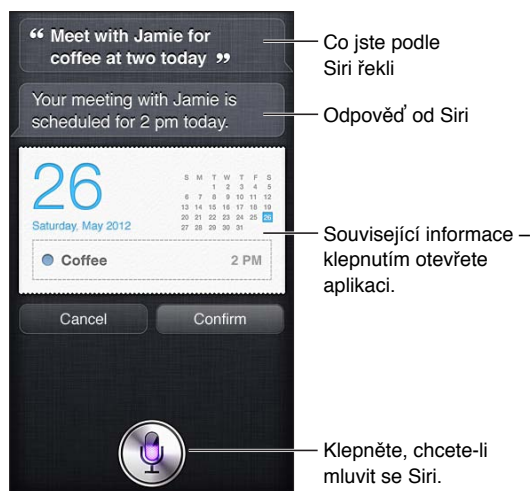 “ Meet with Jamie for
coffee at two today ”
Co jste podle
Siri řekli
Your meeting with Jamie is
scheduled for 2 pm today.
Odpověď od Siri
26
Saturday, May 2012
S M T W T F S
1 2 3 4 5
6 7 8 9 10 11 12
13 14 15 16 17 18 19
20 21 22 23 24 25 26
27 28 29 30 31
Coffee 2 PM
Související informace –
klepnutím otevřete
aplikaci.
Cancel Confirm
Klepněte, chcete-li
mluvit se Siri.